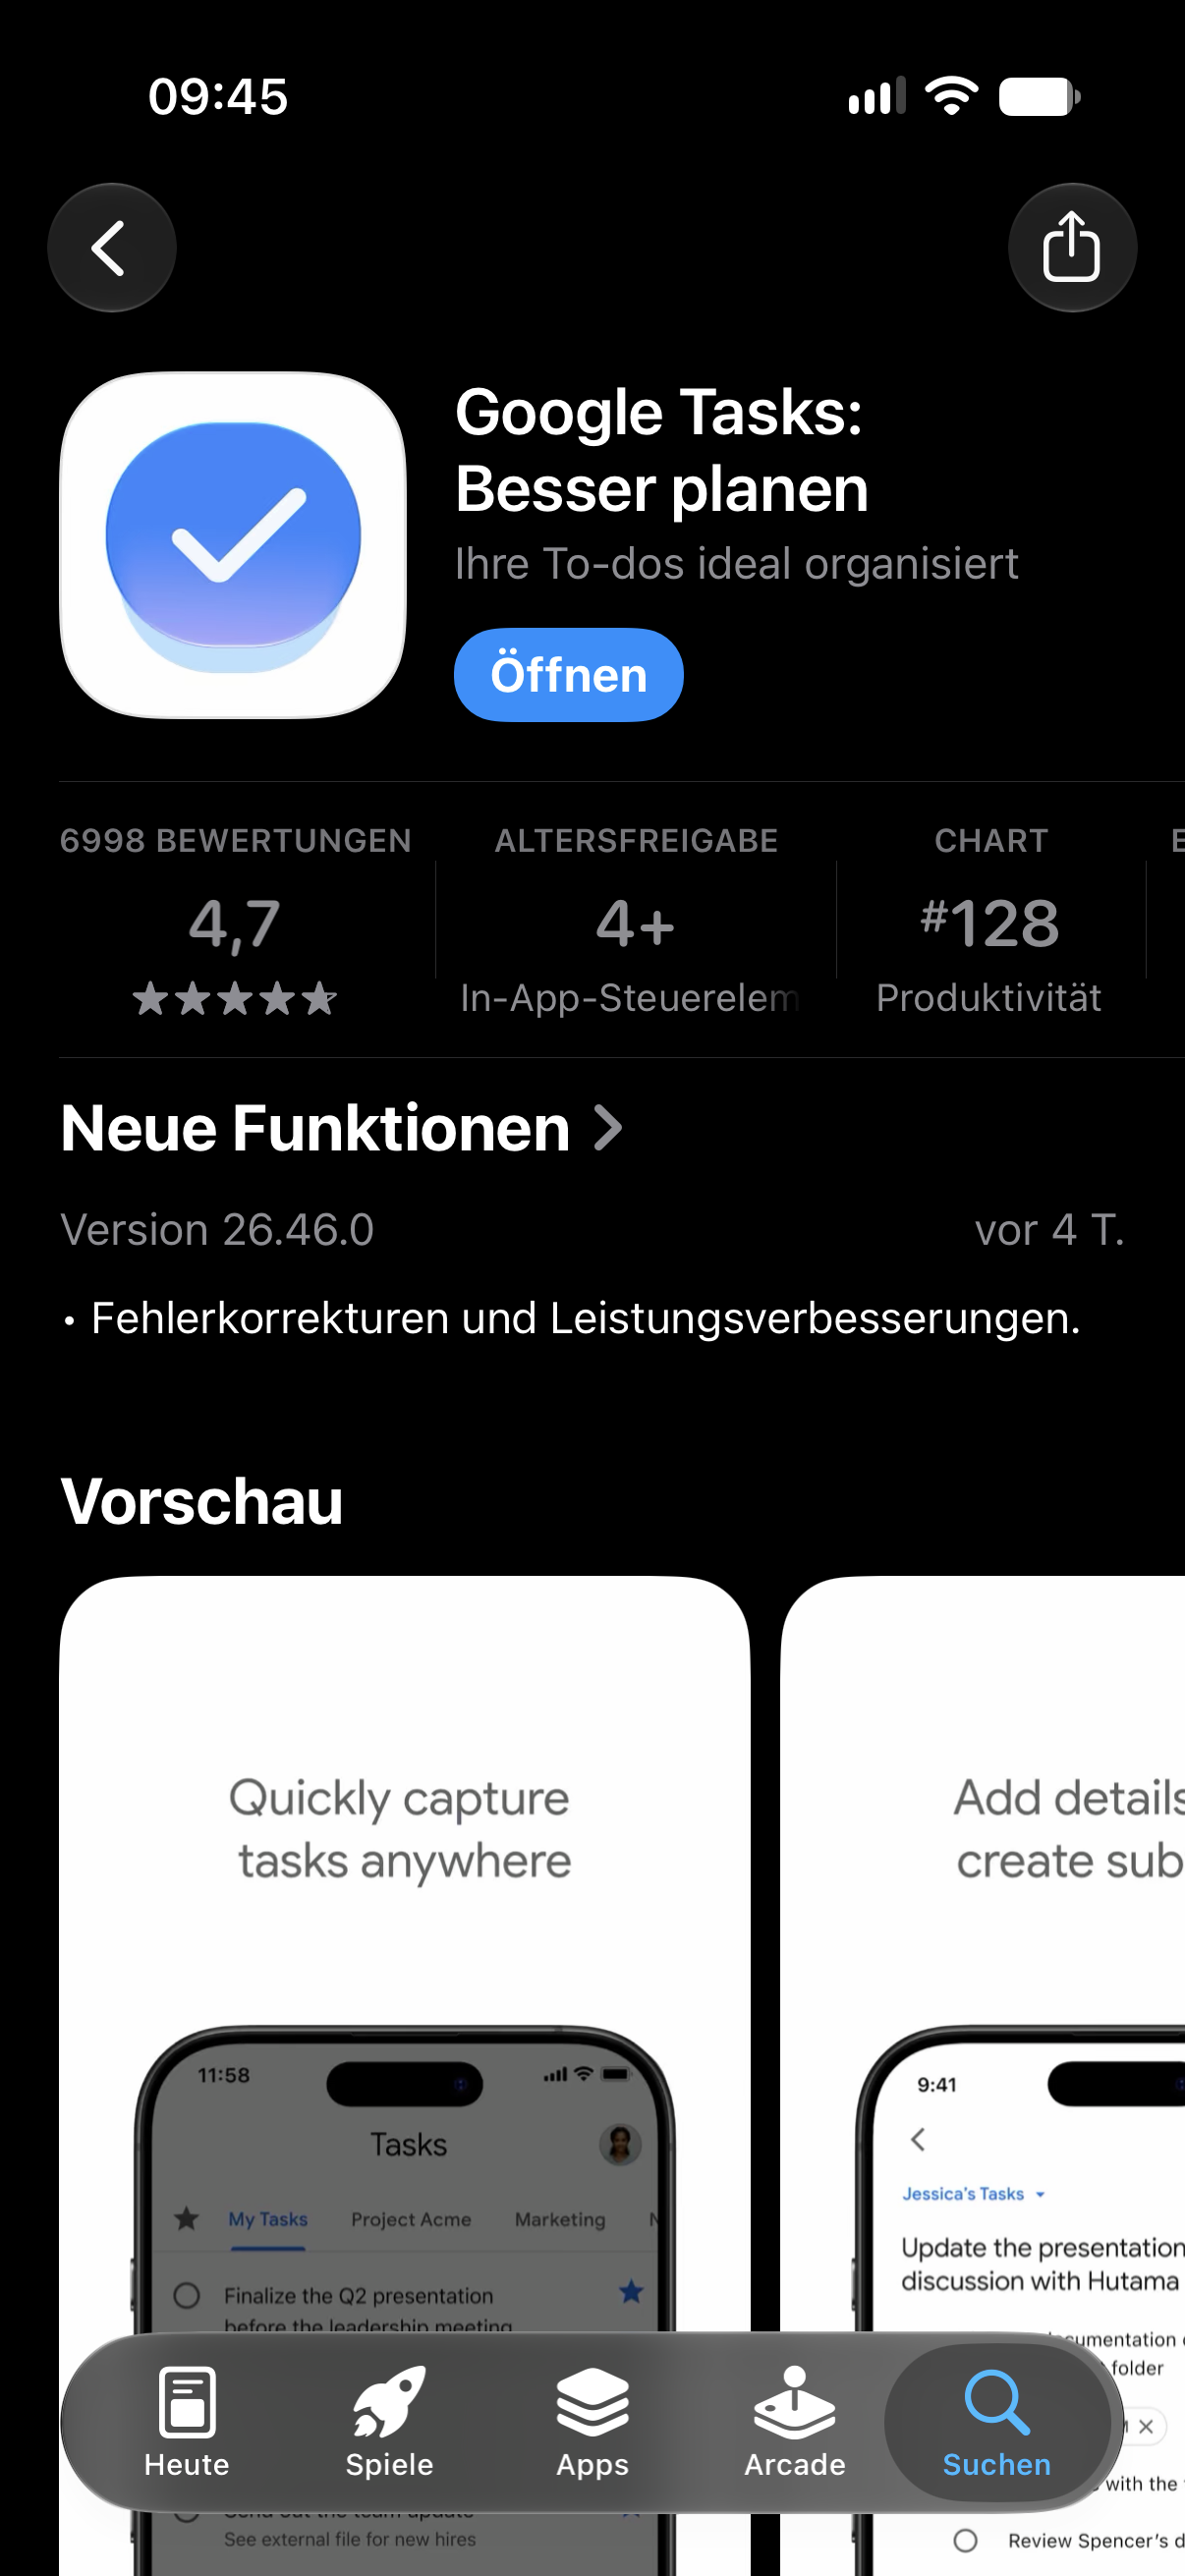 09:45
Google Tasks:
Besser planen
Ihre To-dos ideal organisiert
Öffnen
6998 BEWERTUNGEN
4,7
ALTERSFREIGABE
4+
In-App-Steuerelem
CHART
#128
Produktivität
Neue Funktionen
Version 26.46.0
vor 4 T.
• Fehlerkorrekturen und Leistungsverbesserungen.
Vorschau
Quickly capture
tasks anywhere
11:58
Tasks
My Tasks
Project Acme
Marketing
Finalize the Q2 presentation
before the leadership meeting
See external file for new hires
Add details
create sub
9:41
Jessica's Tasks
Update the presentation
discussion with Hutama
folder
with the
Review Spencer's d
Heute
Spiele
Apps
Arcade
Suchen